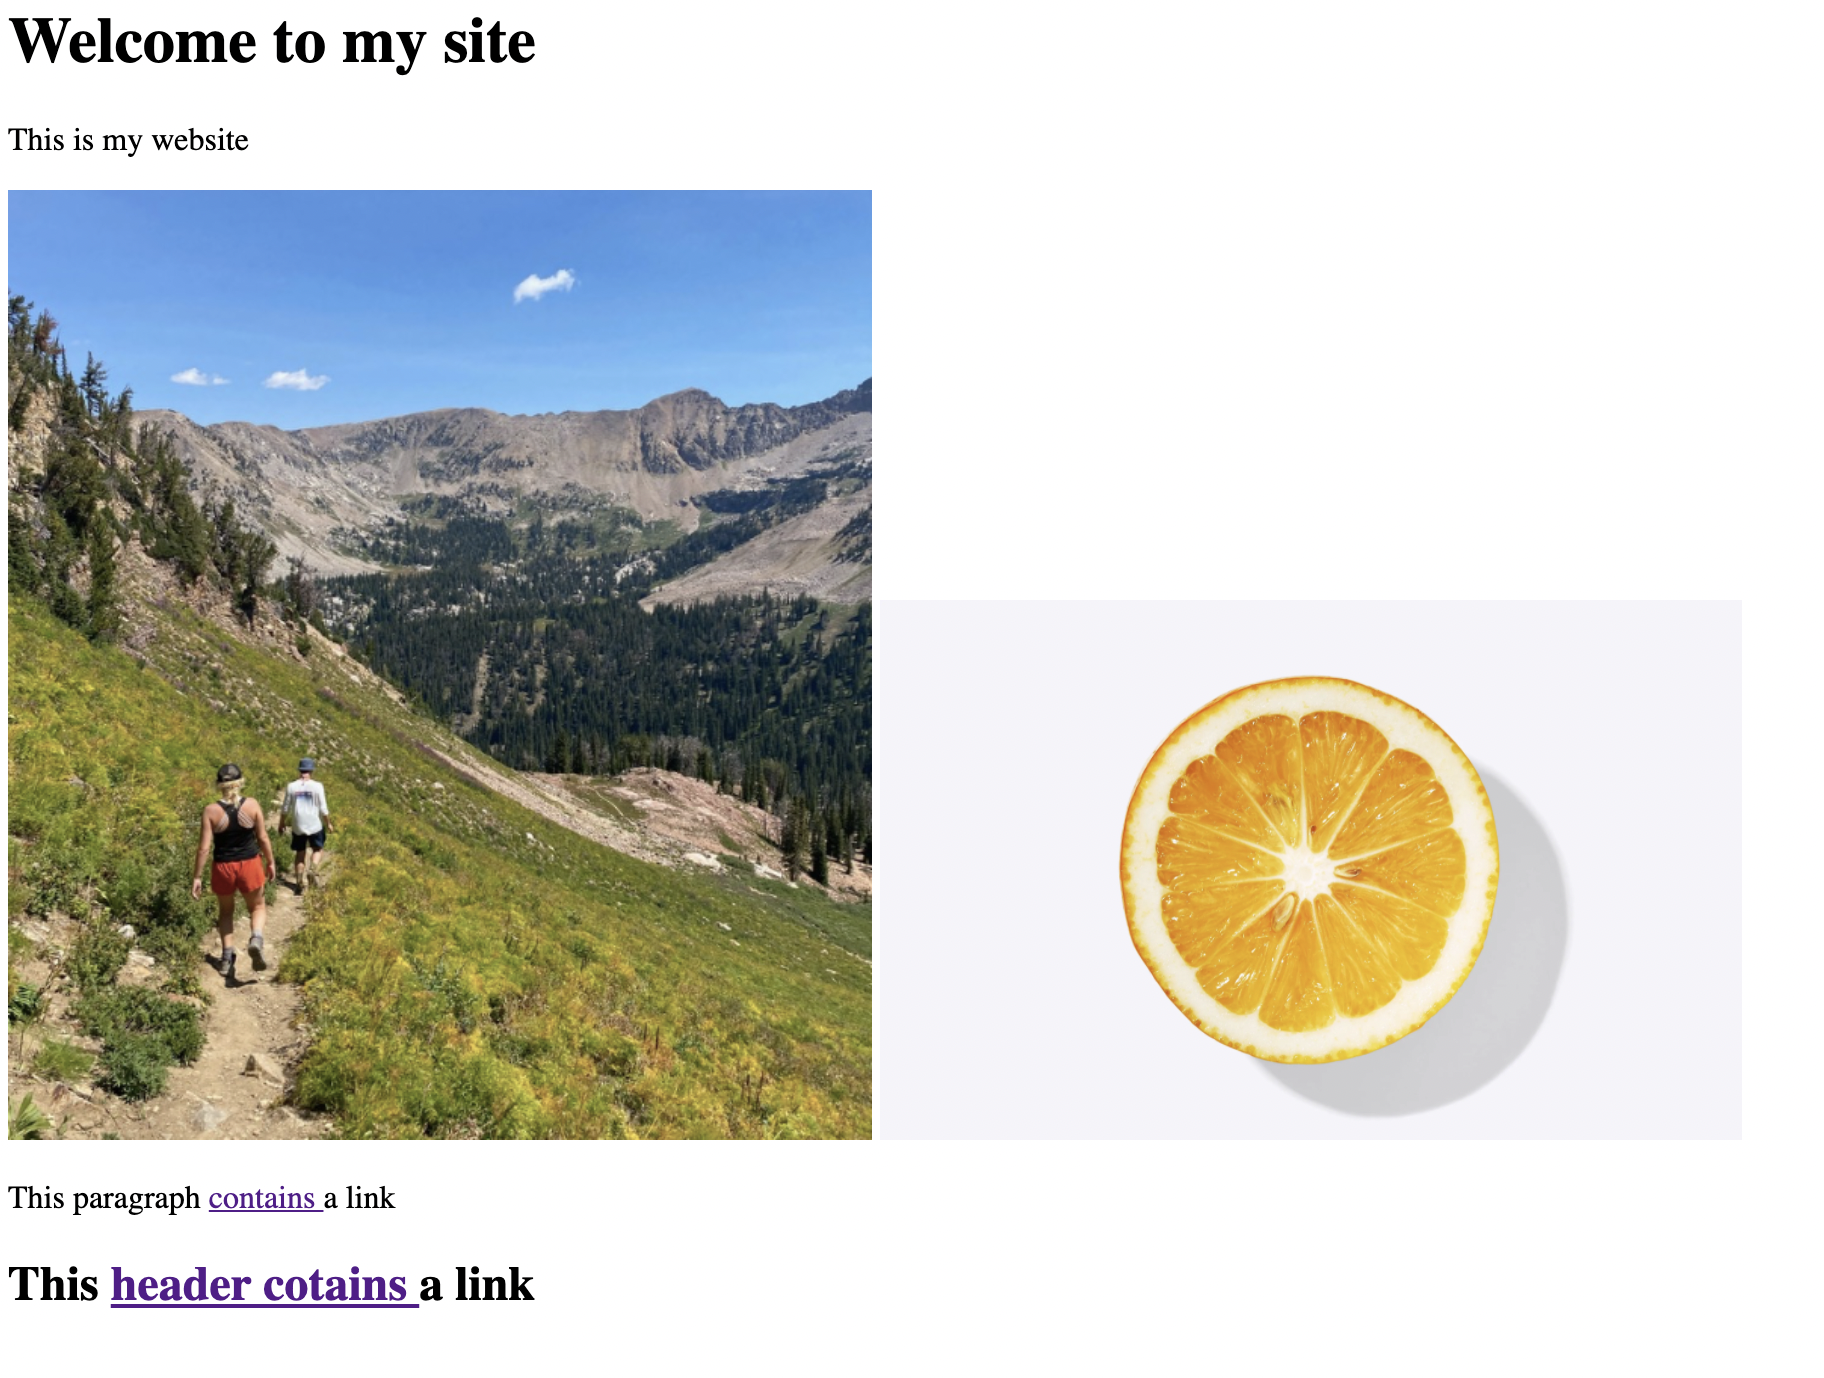 Welcome to my site
This is my website
This paragraph contains a link
This header cotains a link